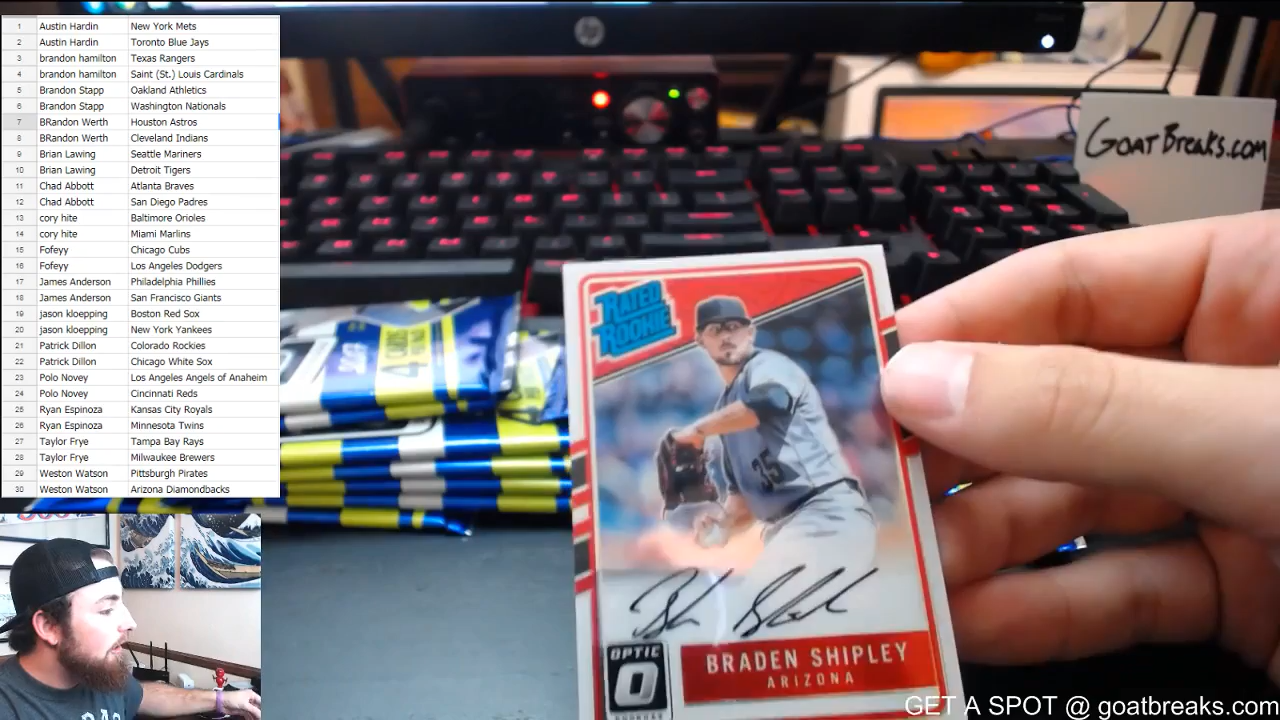 1 Austin Hardin New York Mets
2 Austin Hardin Toronto Blue Jays
3 brandon hamilton Texas Rangers
4 brandon hamilton Saint (St.) Louis Cardinals
5 Brandon Stapp Oakland Athletics
6 Brandon Stapp Washington Nationals
7 BRandon Werth Houston Astros
8 BRandon Werth Cleveland Indians
9 Brian Lawing Seattle Mariners
10 Brian Lawing Detroit Tigers
11 Chad Abbott Atlanta Braves
12 Chad Abbott San Diego Padres
13 cory hite Baltimore Orioles
14 cory hite Miami Marlins
15 Fofeyy Chicago Cubs
16 Fofeyy Los Angeles Dodgers
17 James Anderson Philadelphia Phillies
18 James Anderson San Francisco Giants
19 jason kloepping Boston Red Sox
20 jason kloepping New York Yankees
21 Patrick Dillon Colorado Rockies
22 Patrick Dillon Chicago White Sox
23 Polo Novey Los Angeles Angels of Anaheim
24 Polo Novey Cincinnati Reds
25 Ryan Espinoza Kansas City Royals
26 Ryan Espinoza Minnesota Twins
27 Taylor Frye Tampa Bay Rays
28 Taylor Frye Milwaukee Brewers
29 Weston Watson Pittsburgh Pirates
30 Weston Watson Arizona Diamondbacks
hp
GOATBreaks.com
RATED
ROOKIE
35
OPTIC
BRADEN SHIPLEY
ARIZONA
GET A SPOT @ goatbreaks.com